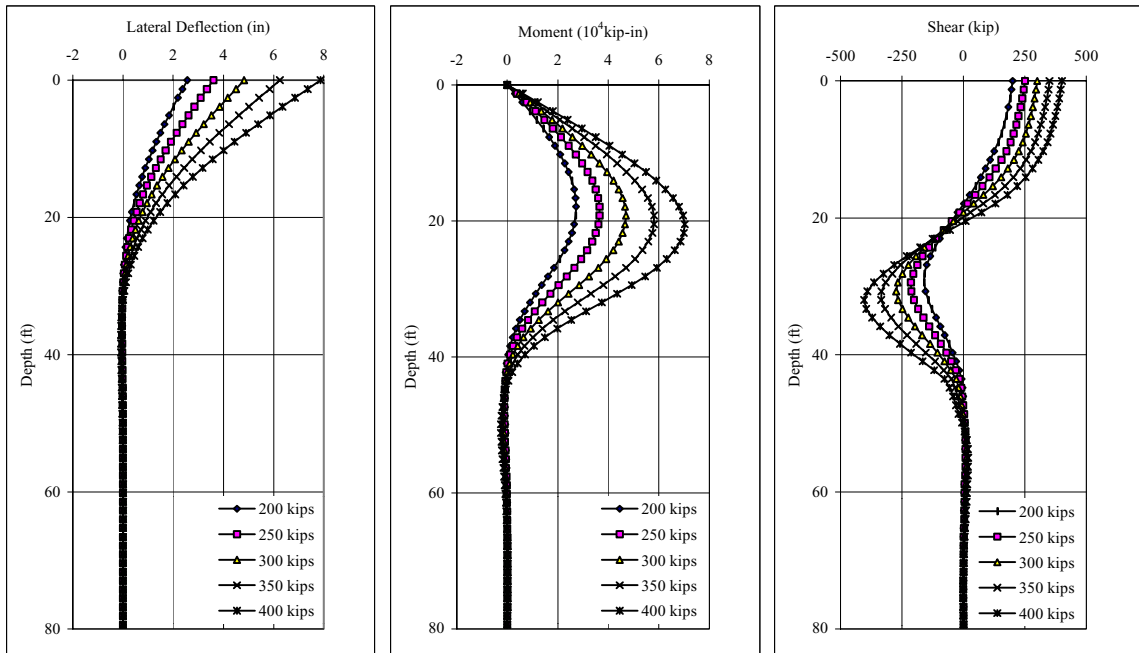 Lateral Deflection (in)
-2 0 2 4 6 8
0
20
40
60
80
Depth (ft)
200 kips
250 kips
300 kips
350 kips
400 kips
Moment (10⁴kip-in)
-2 0 2 4 6 8
0
20
40
60
80
Depth (ft)
200 kips
250 kips
300 kips
350 kips
400 kips
Shear (kip)
-500 -250 0 250 500
0
20
40
60
80
Depth (ft)
200 kips
250 kips
300 kips
350 kips
400 kips